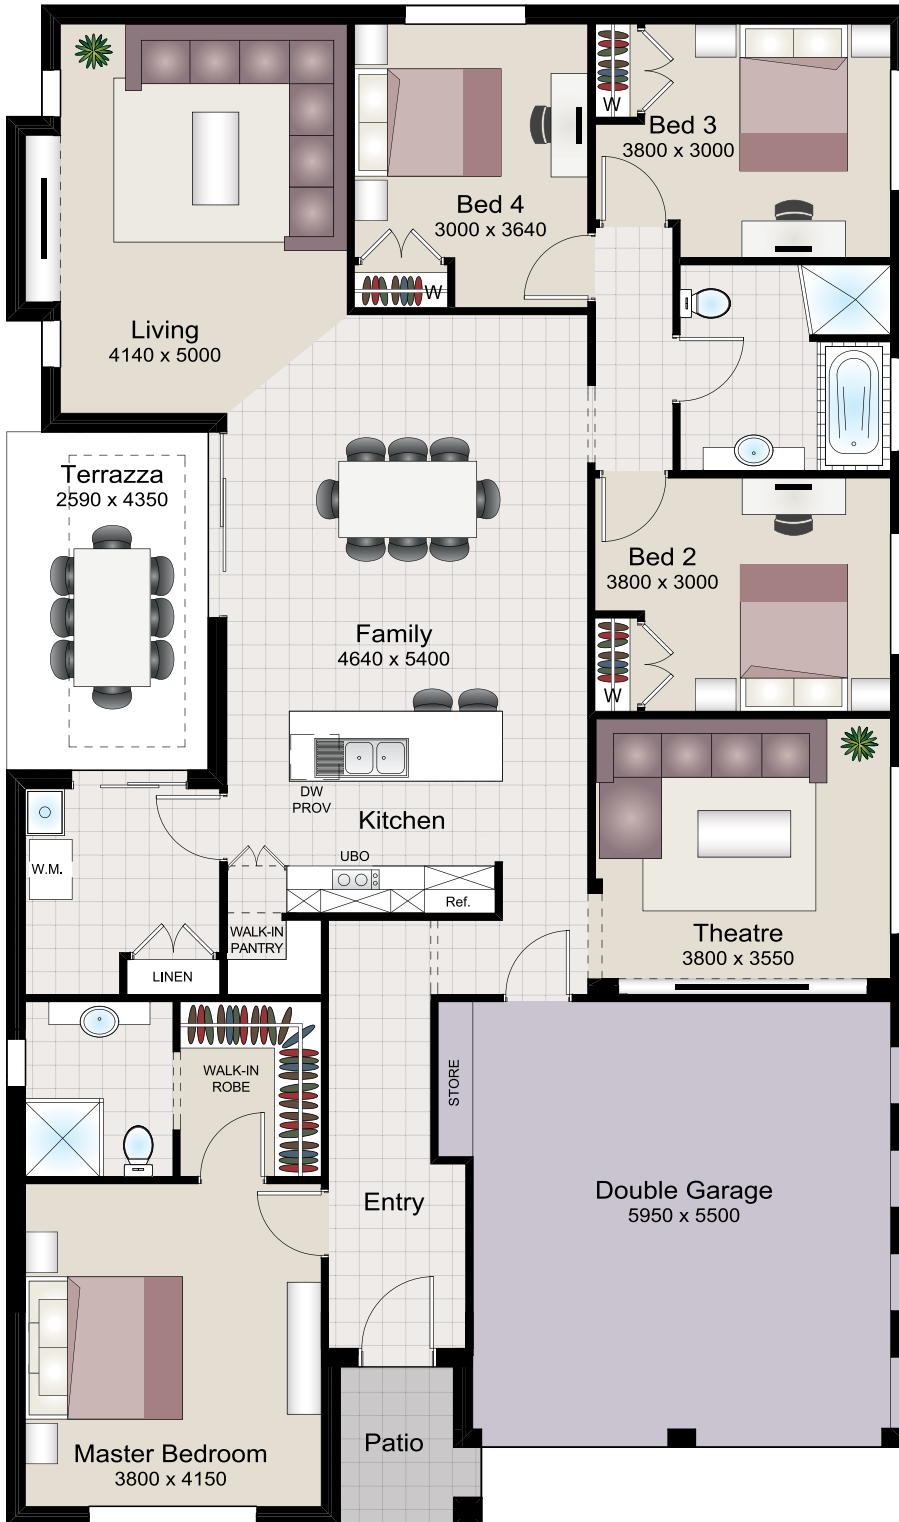 W
Bed 3
3800 x 3000
Bed 4
3000 x 3640
W
Living
4140 x 5000
Terrazza
2590 x 4350
Bed 2
3800 x 3000
W
Family
4640 x 5400
DW
PROV
Kitchen
UBO
W.M.
Ref.
WALK-IN
PANTRY
LINEN
Theatre
3800 x 3550
WALK-IN
ROBE
STORE
Entry
Double Garage
5950 x 5500
Patio
Master Bedroom
3800 x 4150